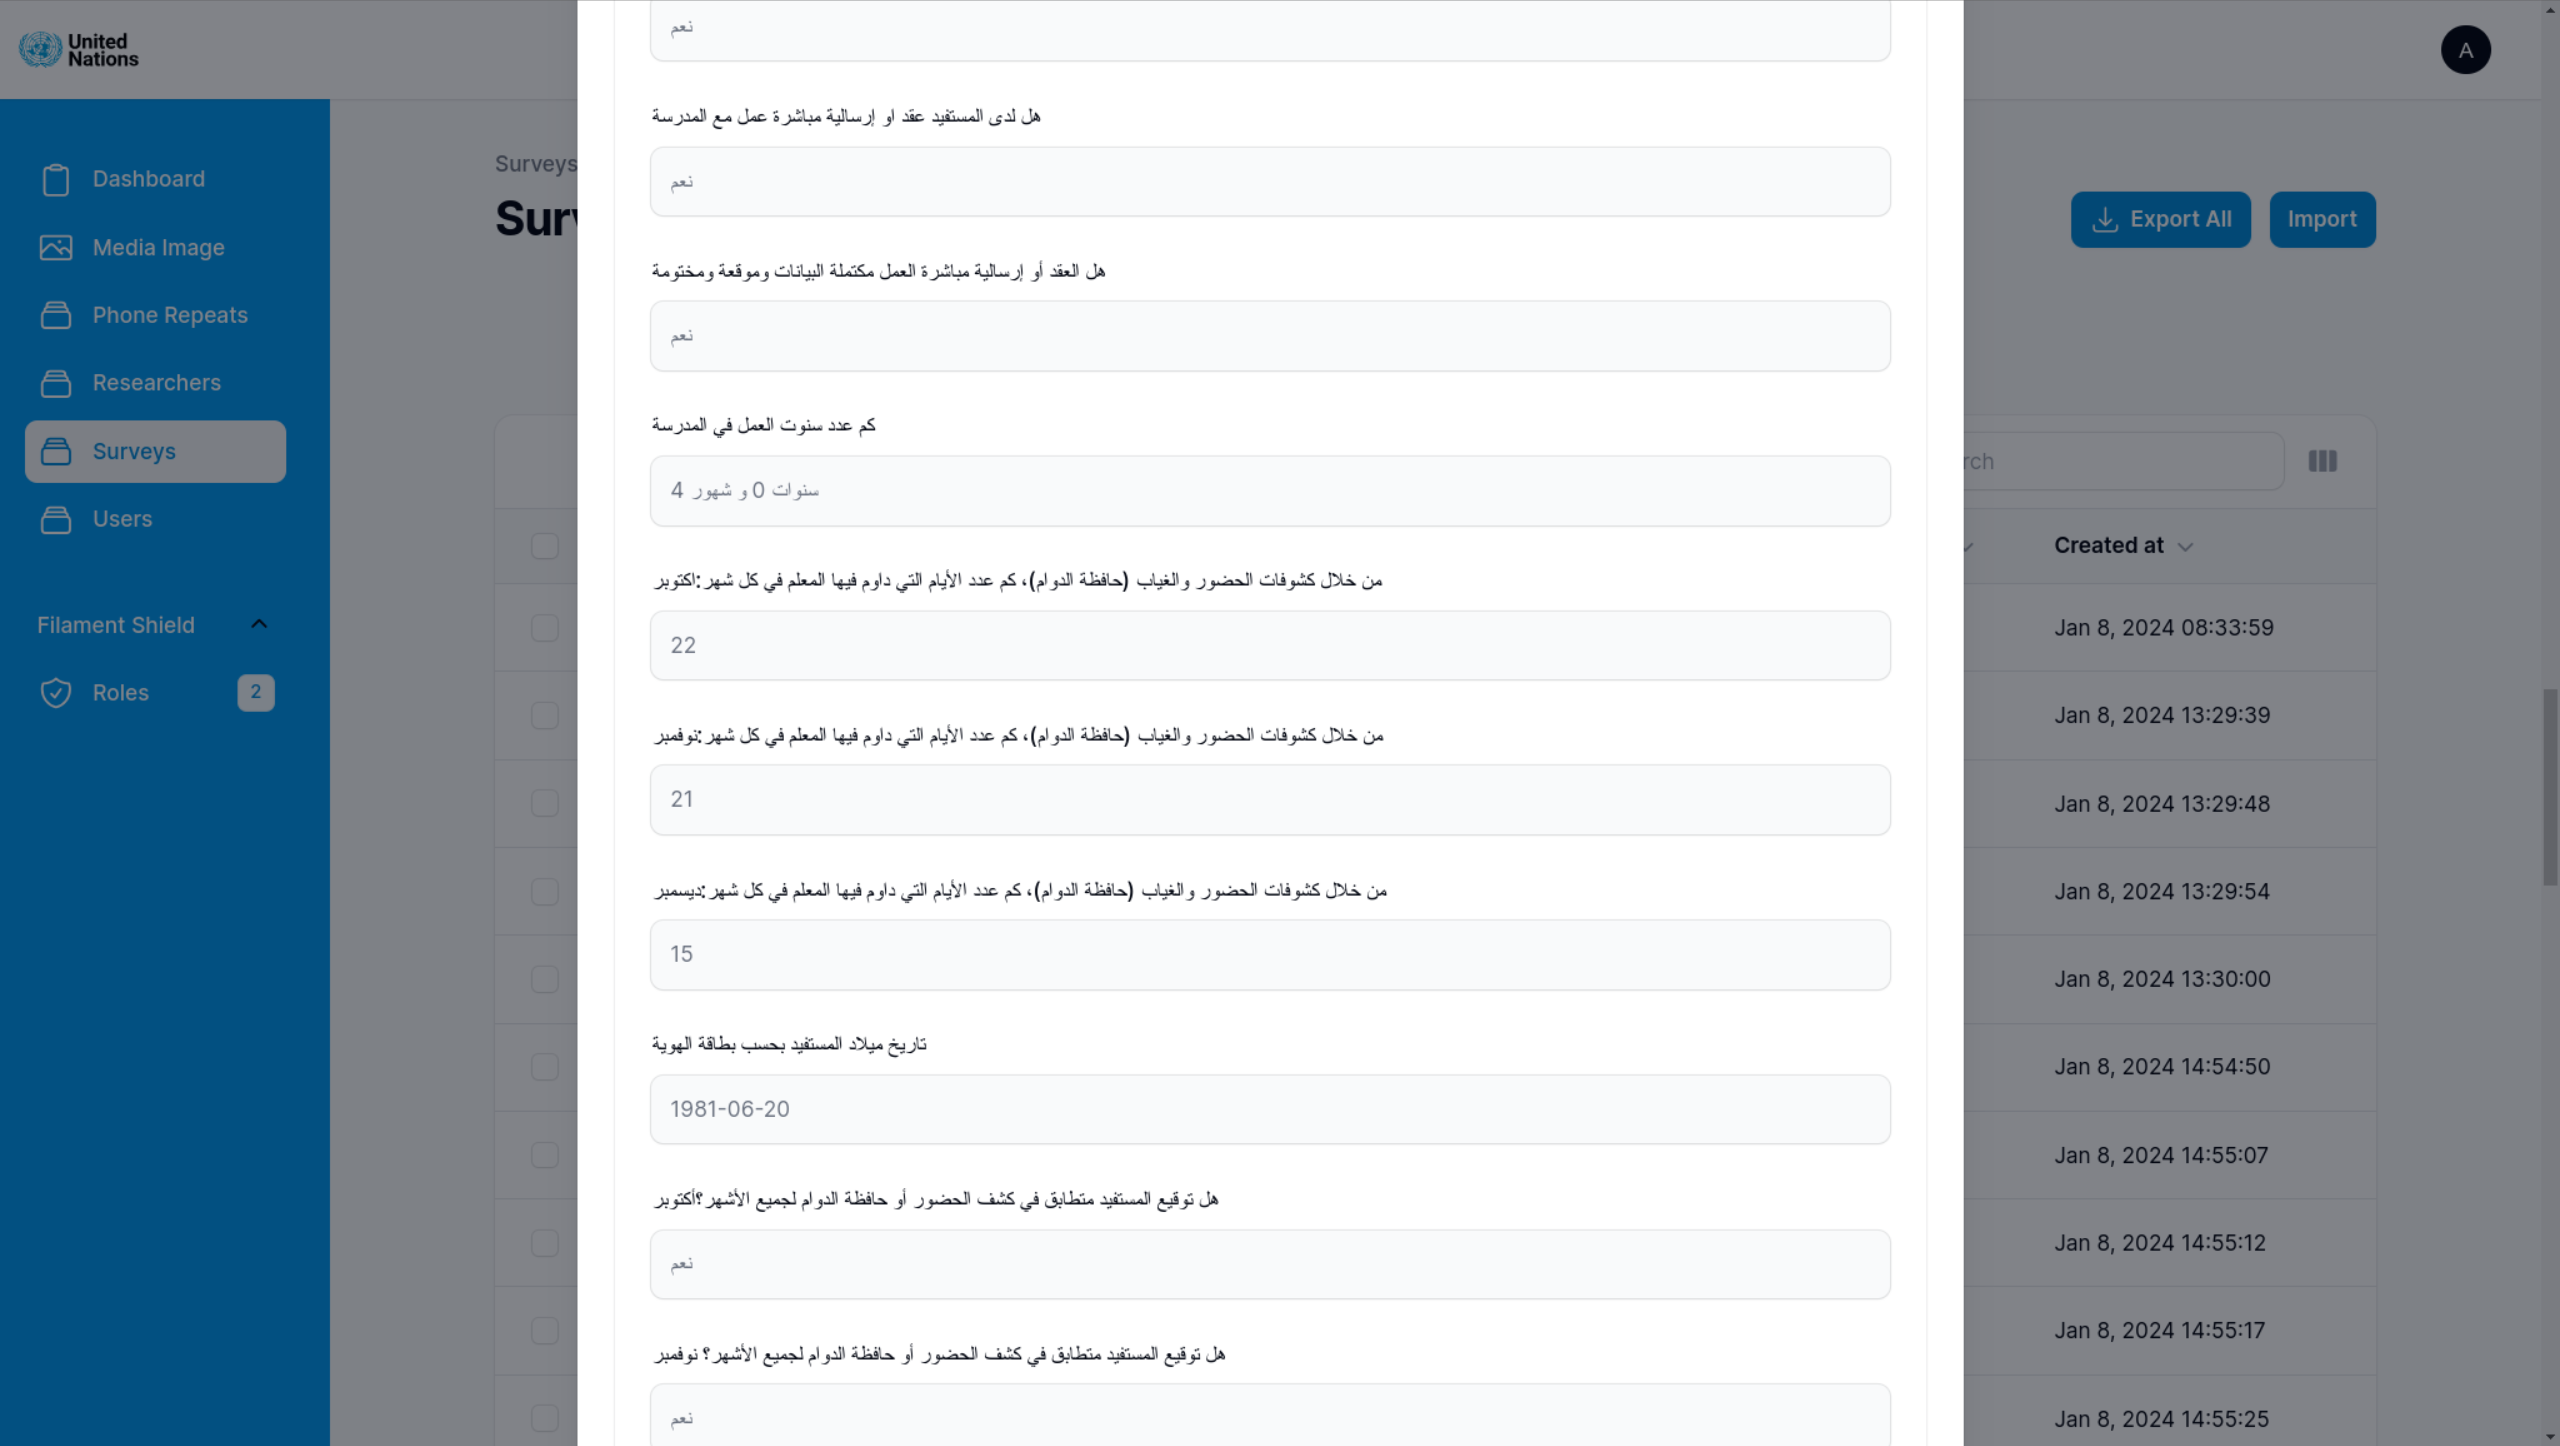 United
Nations
A
Dashboard
Media Image
Phone Repeats
Researchers
Surveys
Users
Filament Shield
Roles
2
Surveys
Export All
Import
Created at
Jan 8, 2024 08:33:59
Jan 8, 2024 13:29:39
Jan 8, 2024 13:29:48
Jan 8, 2024 13:29:54
Jan 8, 2024 13:30:00
Jan 8, 2024 14:54:50
Jan 8, 2024 14:55:07
Jan 8, 2024 14:55:12
Jan 8, 2024 14:55:17
Jan 8, 2024 14:55:25
نعم
هل لدى المستفيد عقد او إرسالية مباشرة عمل مع المدرسة
نعم
هل العقد أو إرسالية مباشرة العمل مكتملة البيانات وموقعة ومختومة
نعم
كم عدد سنوت العمل في المدرسة
سنوات 0 و شهور 4
من خلال كشوفات الحضور والغياب (حافظة الدوام)، كم عدد الأيام التي داوم فيها المعلم في كل شهر:اكتوبر
22
من خلال كشوفات الحضور والغياب (حافظة الدوام)، كم عدد الأيام التي داوم فيها المعلم في كل شهر:نوفمبر
21
من خلال كشوفات الحضور والغياب (حافظة الدوام)، كم عدد الأيام التي داوم فيها المعلم في كل شهر:ديسمبر
15
تاريخ ميلاد المستفيد بحسب بطاقة الهوية
1981-06-20
هل توقيع المستفيد متطابق في كشف الحضور أو حافظة الدوام لجميع الأشهر؟أكتوبر
نعم
هل توقيع المستفيد متطابق في كشف الحضور أو حافظة الدوام لجميع الأشهر؟ نوفمبر
نعم